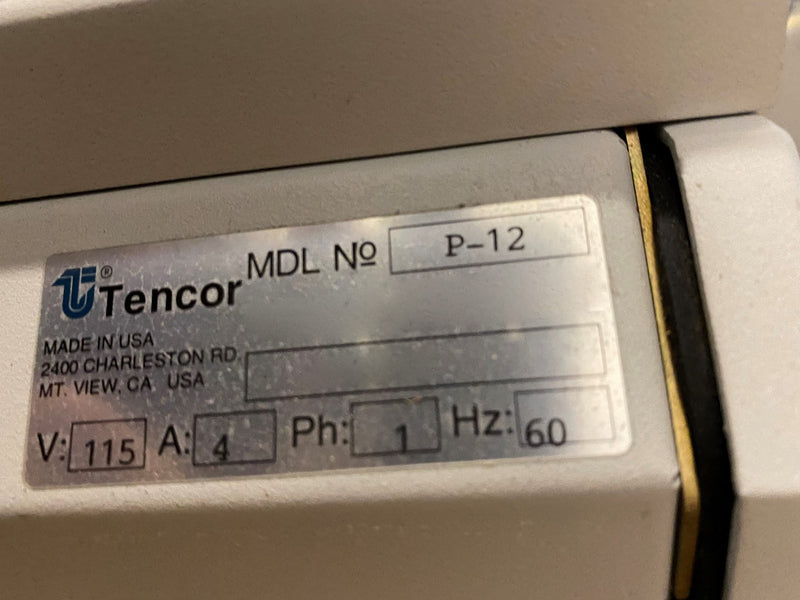 ® Tencor MDL Nº P-12
MADE IN USA
2400 CHARLESTON RD.
MT. VIEW, CA USA
V: 115 A: 4 Ph: 1 Hz: 60